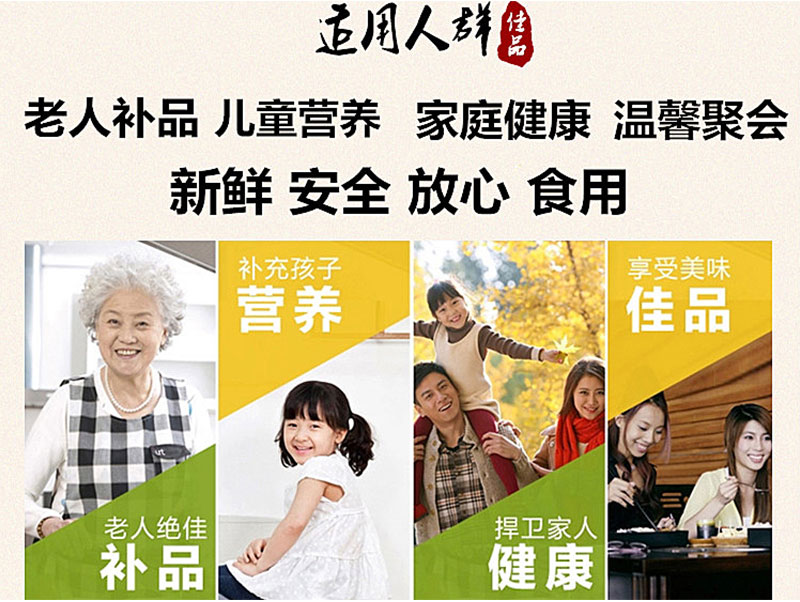 适用人群 佳品
老人补品 儿童营养 家庭健康 温馨聚会
新鲜 安全 放心 食用
补充孩子
营养
享受美味
佳品
老人绝佳
补品
捍卫家人
健康